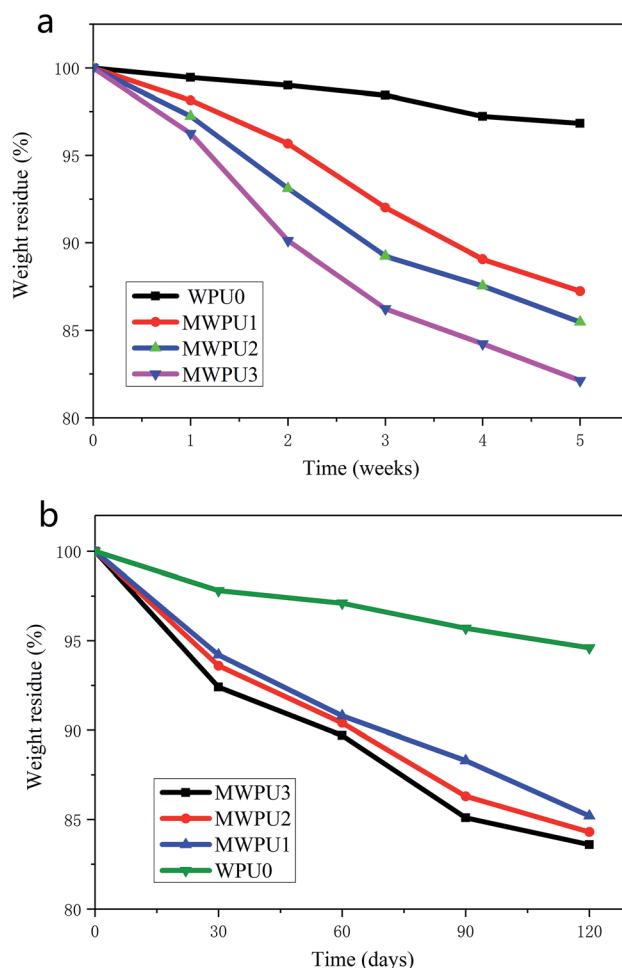 a
100
95
90
85
80
Weight residue (%)
WPU0
MWPU1
MWPU2
MWPU3
0 1 2 3 4 5
Time (weeks)
b
100
95
90
85
80
Weight residue (%)
MWPU3
MWPU2
MWPU1
WPU0
0 30 60 90 120
Time (days)